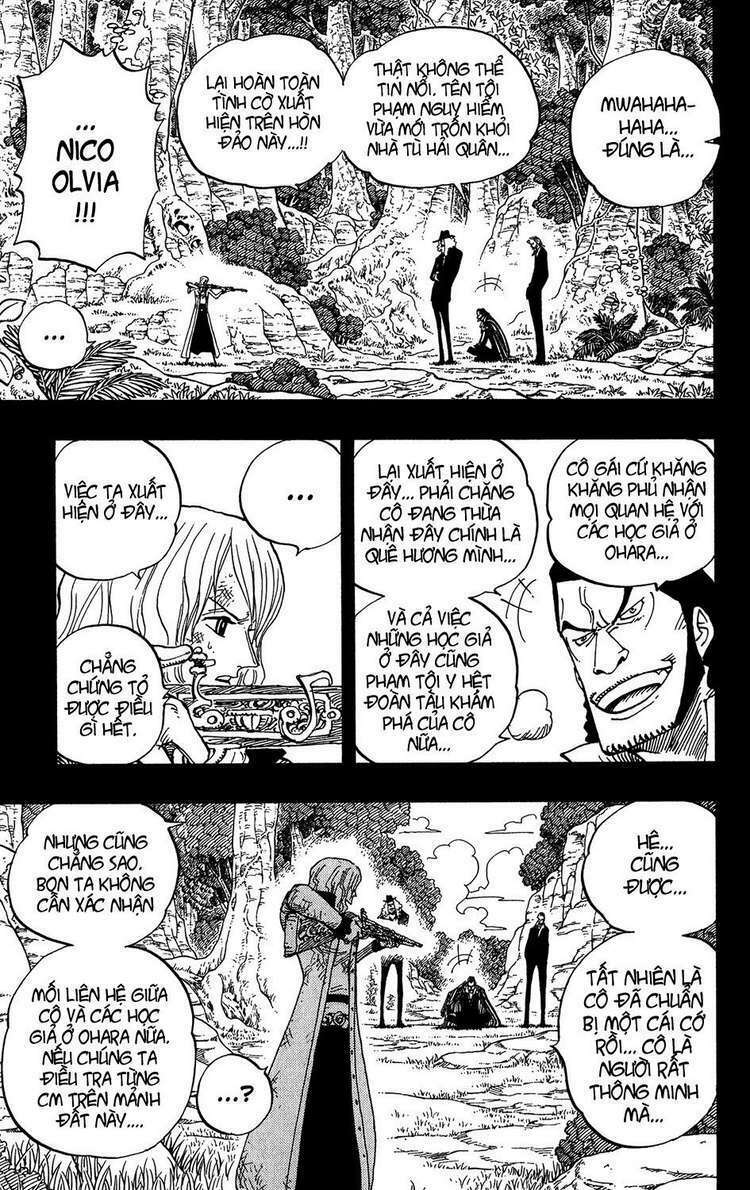 MWAHAHA-
HAHA...
ĐÚNG LÀ...
THẬT KHÔNG THỂ
TIN NỔI. TÊN TỘI
PHẠM NGUY HIỂM
VỪA MỚI TRỐN KHỎI
NHÀ TÙ HẢI QUÂN...
LẠI HOÀN TOÀN
TÌNH CỜ XUẤT
HIỆN TRÊN HÒN
ĐẢO NÀY...!!
...
NICO
OLVIA
!!!
...
CÔ GÁI CỨ KHĂNG
KHĂNG PHỦ NHẬN
MỌI QUAN HỆ VỚI
CÁC HỌC GIẢ Ở
OHARA...
LẠI XUẤT HIỆN Ở
ĐÂY... PHẢI CHĂNG
CÔ ĐANG THỪA
NHẬN ĐÂY CHÍNH LÀ
QUÊ HƯƠNG MÌNH...
VÀ CẢ VIỆC
NHỮNG HỌC GIẢ
Ở ĐÂY CŨNG
PHẠM TỘI Y HỆT
ĐOÀN TÀU KHÁM
PHÁ CỦA CÔ
NỮA...
...
VIỆC TA XUẤT
HIỆN Ở ĐÂY...
CHẲNG
CHỨNG TỎ
ĐƯỢC ĐIỀU
GÌ HẾT.
HÊ...
CŨNG
ĐƯỢC...
TẤT NHIÊN LÀ
CÔ ĐÃ CHUẨN
BỊ MỘT CÁI CỚ
RỒI... CÔ LÀ
NGƯỜI RẤT
THÔNG MINH
MÀ...
NHƯNG CŨNG
CHẲNG SAO.
BỌN TA KHÔNG
CẦN XÁC NHẬN
MỐI LIÊN HỆ GIỮA
CÔ VÀ CÁC HỌC
GIẢ Ở OHARA NỮA.
NẾU CHÚNG TA
ĐIỀU TRA TỪNG
CM TRÊN MẢNH
ĐẤT NÀY....
...?